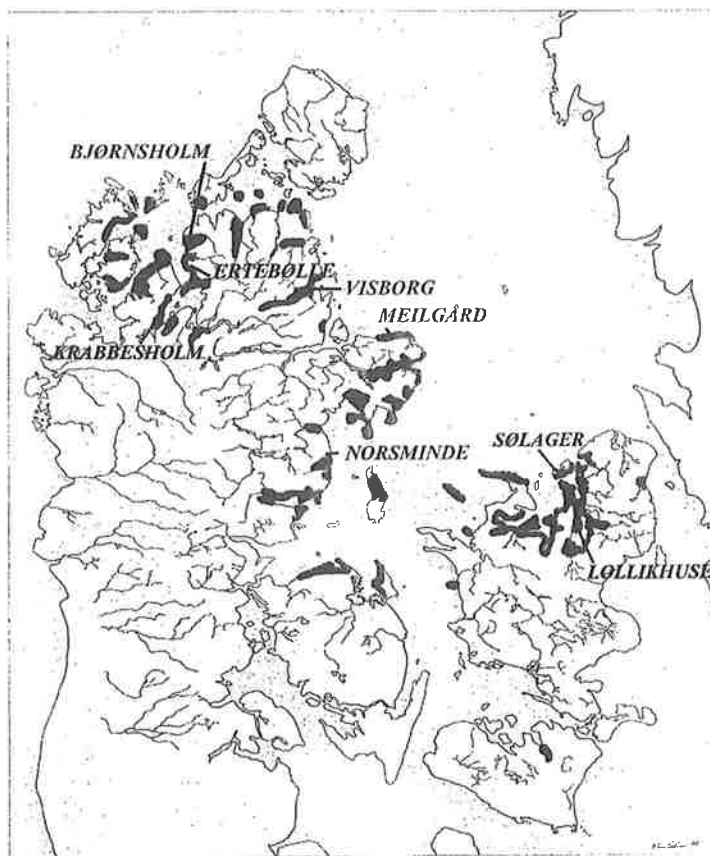 BJØRNSHOLM
ERTEBØLLE
VISBORG
MEILGÅRD
KRABBESHOLM
SØLAGER
NORSMINDE
LØLLIKHUSE
A
C
C